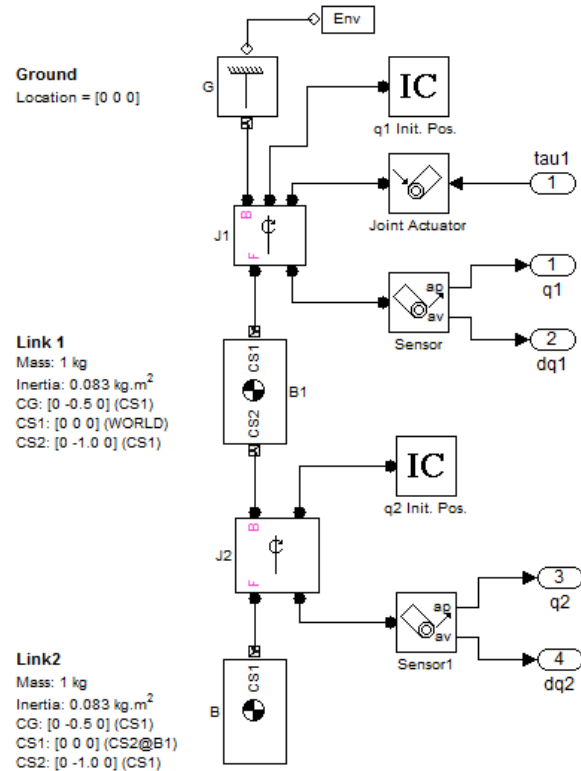 Env
Ground
Location = [0 0 0]
G
IC
q1 Init. Pos.
tau1
1
Joint Actuator
B
J1
F
ap
av
Sensor
1
q1
2
dq1
Link 1
Mass: 1 kg
Inertia: 0.083 kg.m²
CG: [0 -0.5 0] (CS1)
CS1: [0 0 0] (WORLD)
CS2: [0 -1.0 0] (CS1)
CS1
CS2
B1
IC
q2 Init. Pos.
B
J2
F
ap
av
Sensor1
3
q2
4
dq2
Link2
Mass: 1 kg
Inertia: 0.083 kg.m²
CG: [0 -0.5 0] (CS1)
CS1: [0 0 0] (CS2@B1)
CS2: [0 -1.0 0] (CS1)
CS1
B